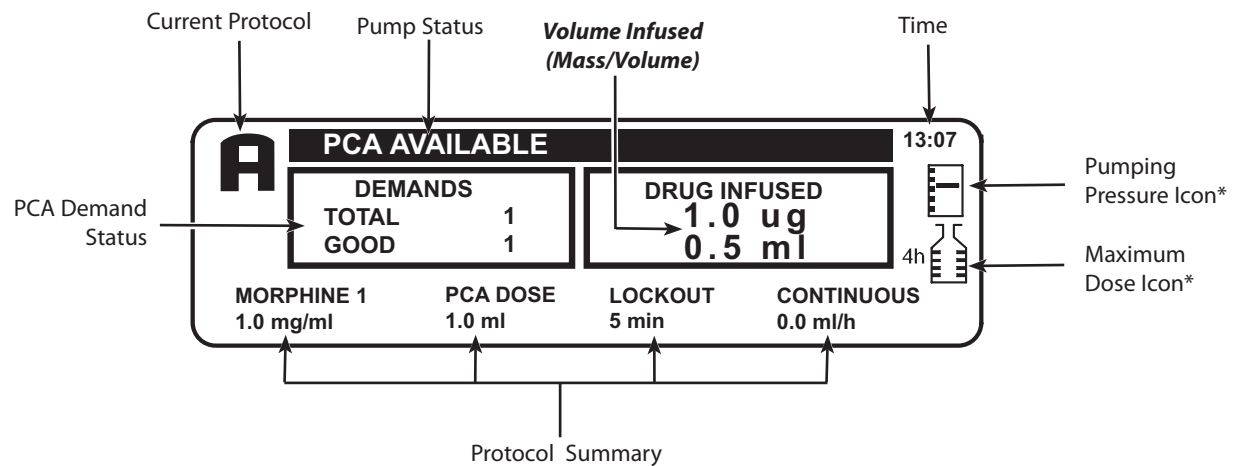 Current Protocol
Pump Status
Volume Infused
(Mass/Volume)
Time
A
PCA AVAILABLE
13:07
Pumping
Pressure Icon*
PCA Demand
Status
DEMANDS
TOTAL 1
GOOD 1
DRUG INFUSED
1.0 ug
0.5 ml
4h
Maximum
Dose Icon*
MORPHINE 1
1.0 mg/ml
PCA DOSE
1.0 ml
LOCKOUT
5 min
CONTINUOUS
0.0 ml/h
Protocol Summary